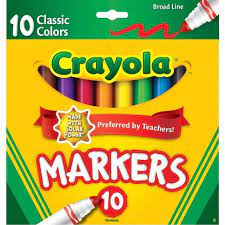 10 Classic
Colors
Broad Line
Crayola
MADE
WITH
SOLAR
POWER
Preferred by Teachers!
MARKERS
10